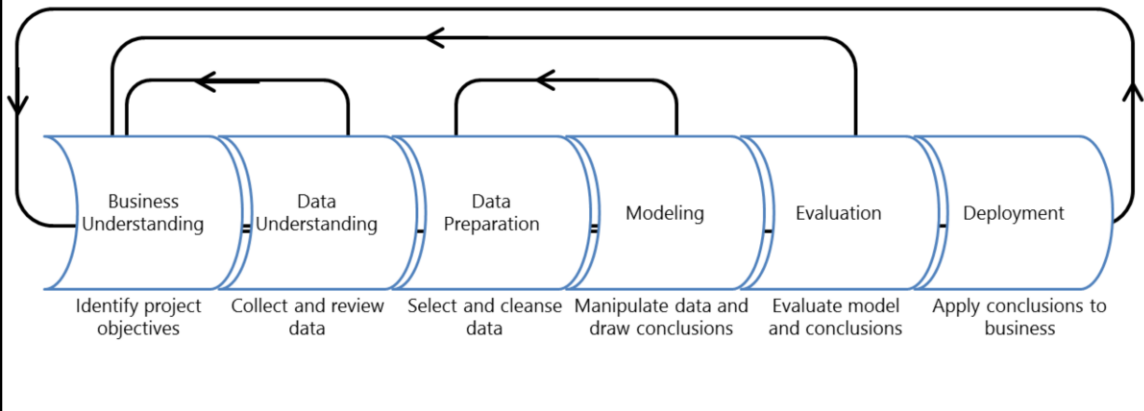 Business
Understanding
Data
Understanding
Data
Preparation
Modeling
Evaluation
Deployment
Identify project
objectives
Collect and review
data
Select and cleanse
data
Manipulate data and
draw conclusions
Evaluate model
and conclusions
Apply conclusions to
business